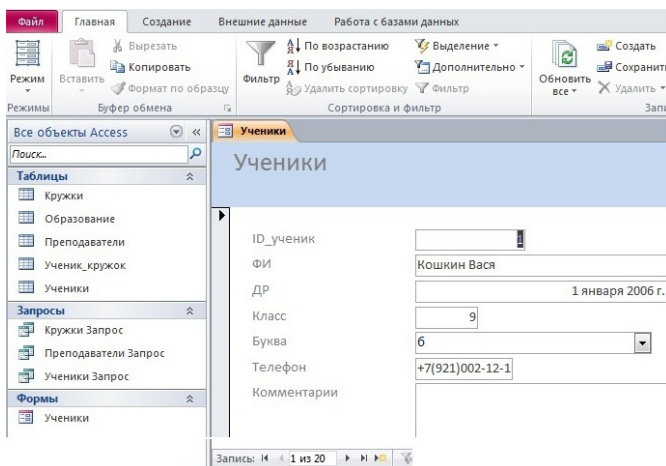 Файл Главная Создание Внешние данные Работа с базами данных
Режим
Режимы
Вставить
Вырезать
Копировать
Формат по образцу
Буфер обмена
Фильтр
По возрастанию
По убыванию
Удалить сортировку
Выделение
Дополнительно
Фильтр
Сортировка и фильтр
Обновить
все
Создать
Сохранить
Удалить
Все объекты Access «
Поиск...
Таблицы
Кружки
Образование
Преподаватели
Ученик_кружок
Ученики
Запросы
Кружки Запрос
Преподаватели Запрос
Ученики Запрос
Формы
Ученики
Ученики
Ученики
ID_ученик 1
ФИ Кошкин Вася
ДР 1 января 2006 г.
Класс 9
Буква б
Телефон +7(921)002-12-1
Комментарии
Запись: 1 из 20